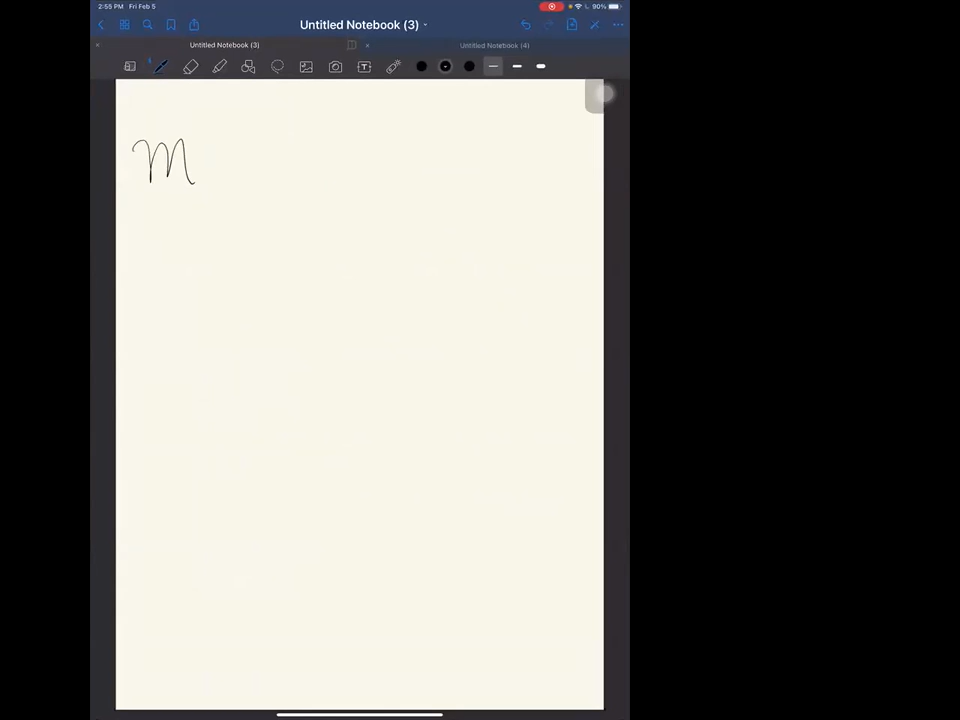 2:55 PM Fri Feb 5 90%
Untitled Notebook (3)
Untitled Notebook (3) Untitled Notebook (4)
T
M